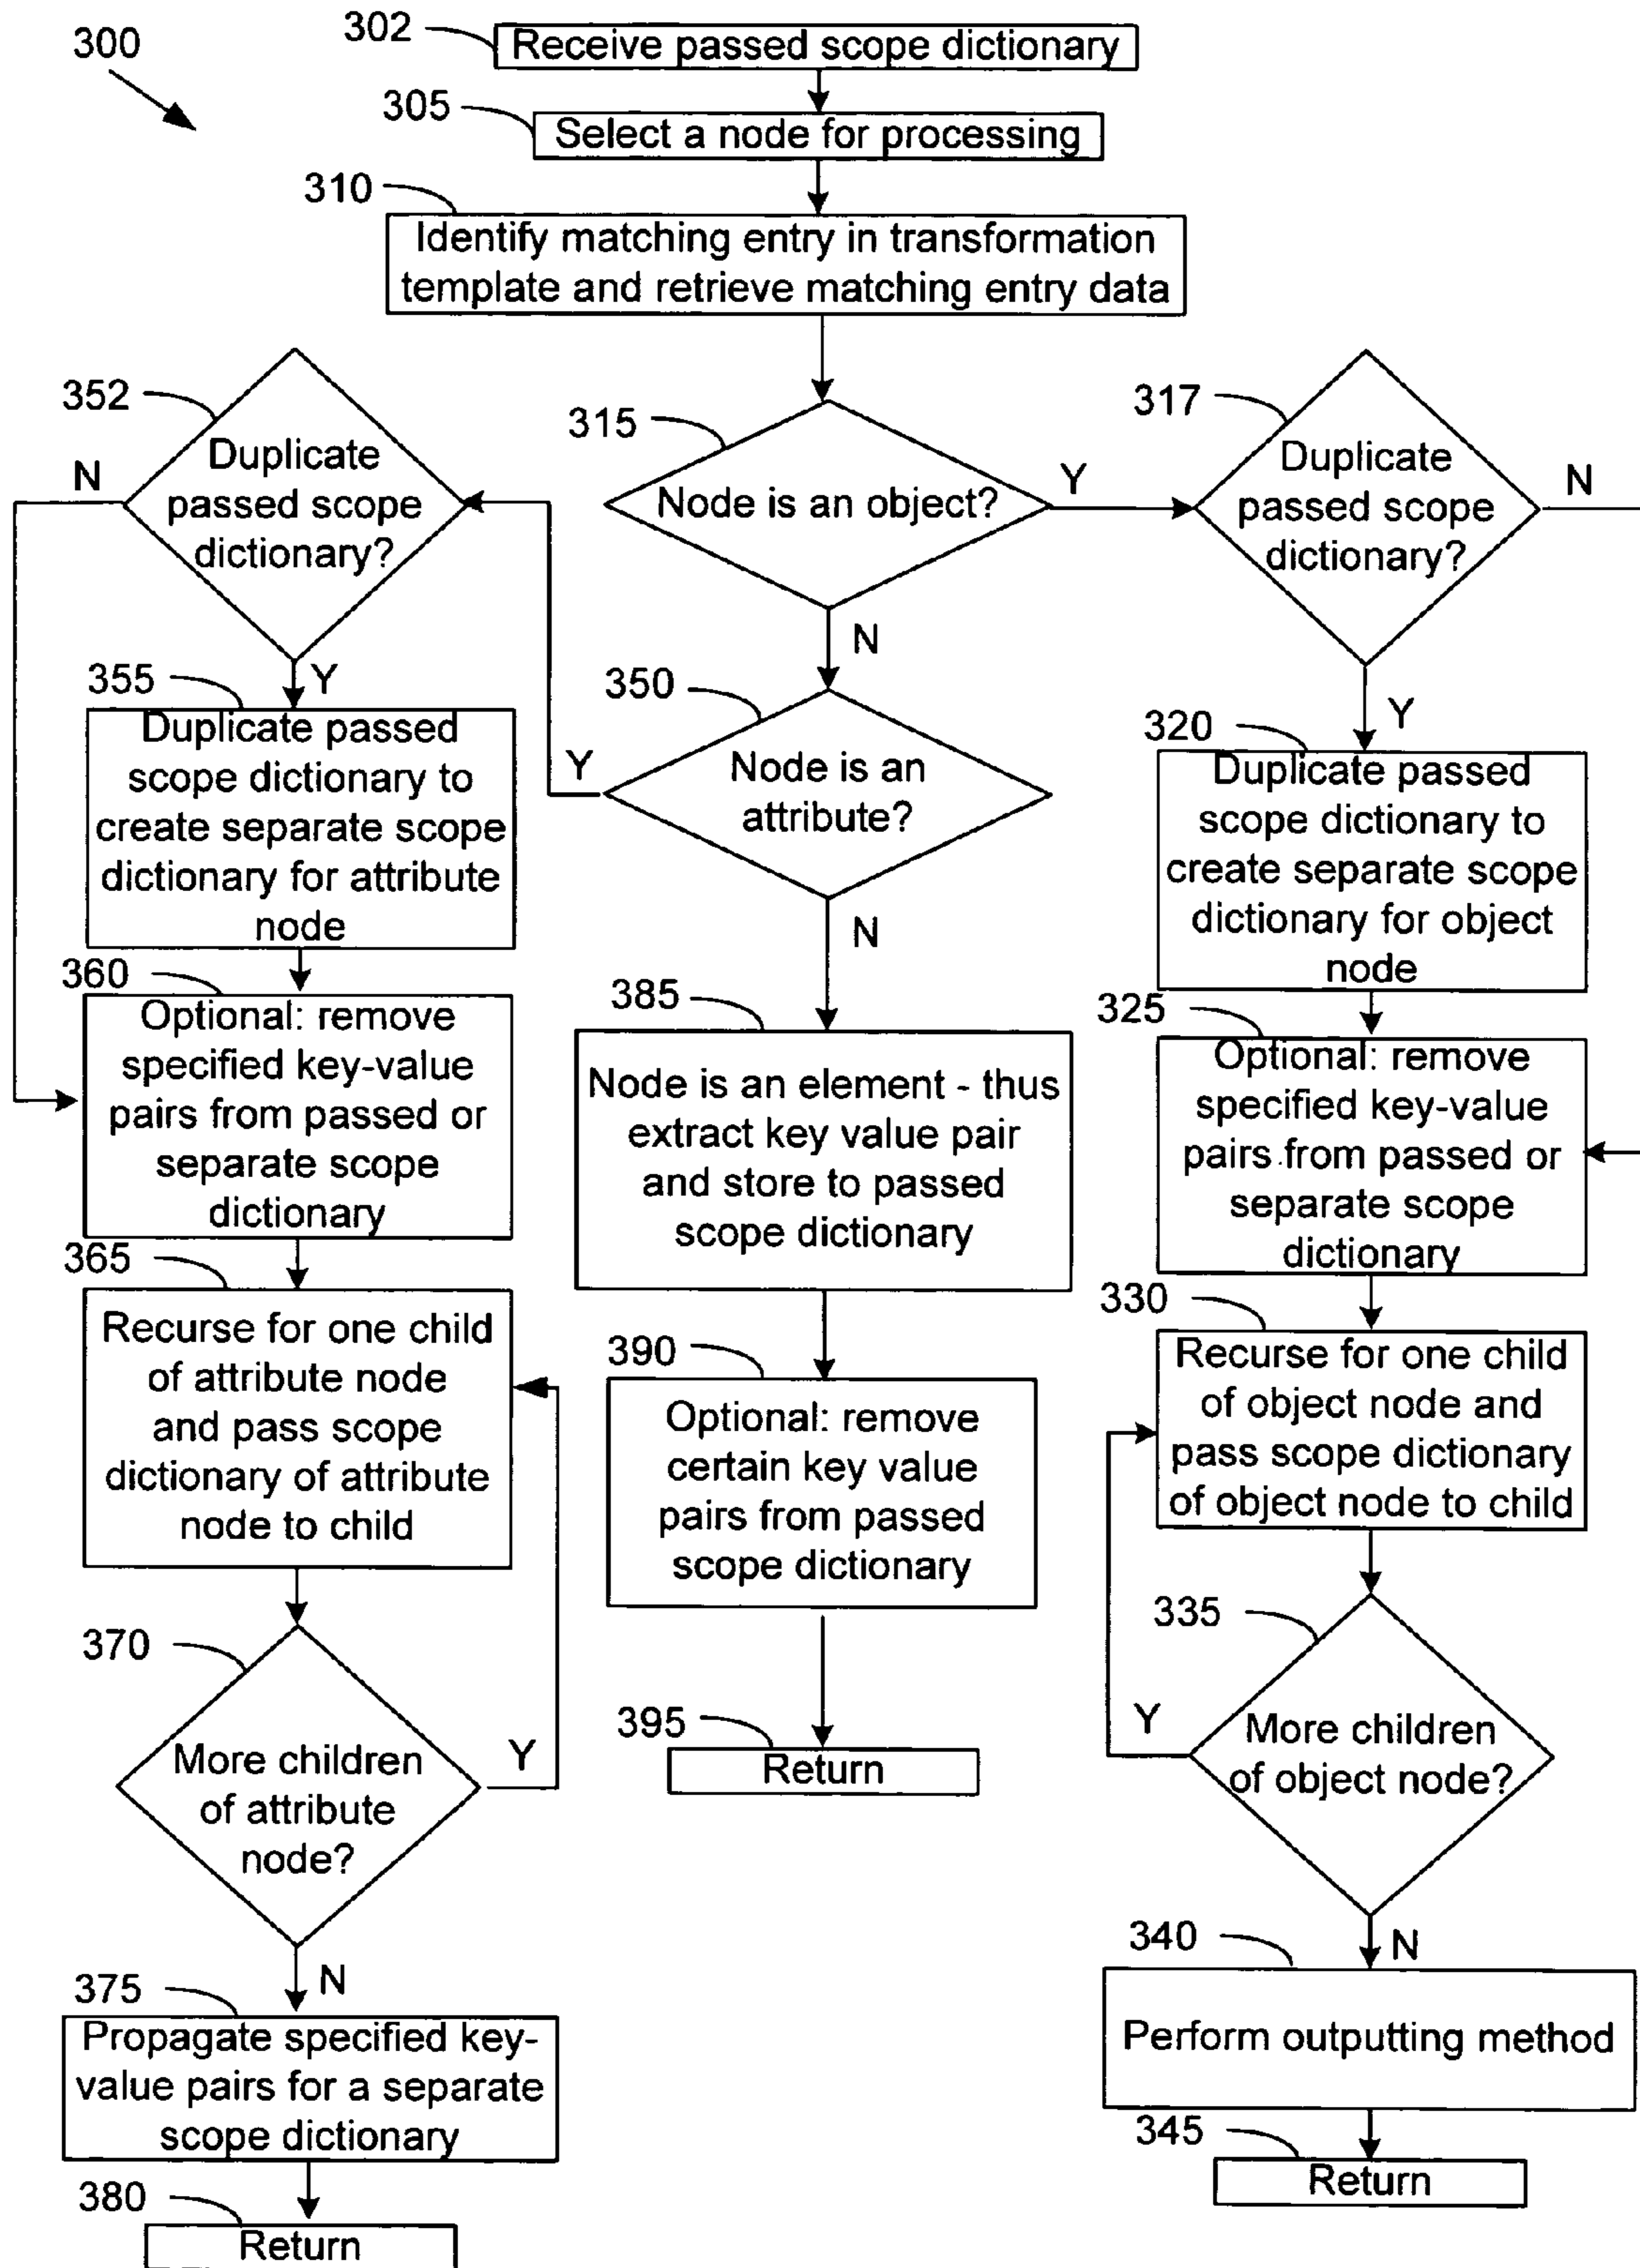 300
302
Receive passed scope dictionary
305
Select a node for processing
310
Identify matching entry in transformation
template and retrieve matching entry data
315
Node is an object?
Y
N
317
Duplicate
passed scope
dictionary?
N
Y
320
Duplicate passed
scope dictionary to
create separate scope
dictionary for object
node
325
Optional: remove
specified key-value
pairs from passed or
separate scope
dictionary
330
Recurse for one child
of object node and
pass scope dictionary
of object node to child
335
More children
of object node?
Y
N
340
Perform outputting method
345
Return
350
Node is an
attribute?
Y
N
352
Duplicate
passed scope
dictionary?
N
Y
355
Duplicate passed
scope dictionary to
create separate scope
dictionary for attribute
node
360
Optional: remove
specified key-value
pairs from passed or
separate scope
dictionary
365
Recurse for one child
of attribute node
and pass scope
dictionary of attribute
node to child
370
More children
of attribute
node?
Y
N
375
Propagate specified key-
value pairs for a separate
scope dictionary
380
Return
385
Node is an element - thus
extract key value pair
and store to passed
scope dictionary
390
Optional: remove
certain key value
pairs from passed
scope dictionary
395
Return